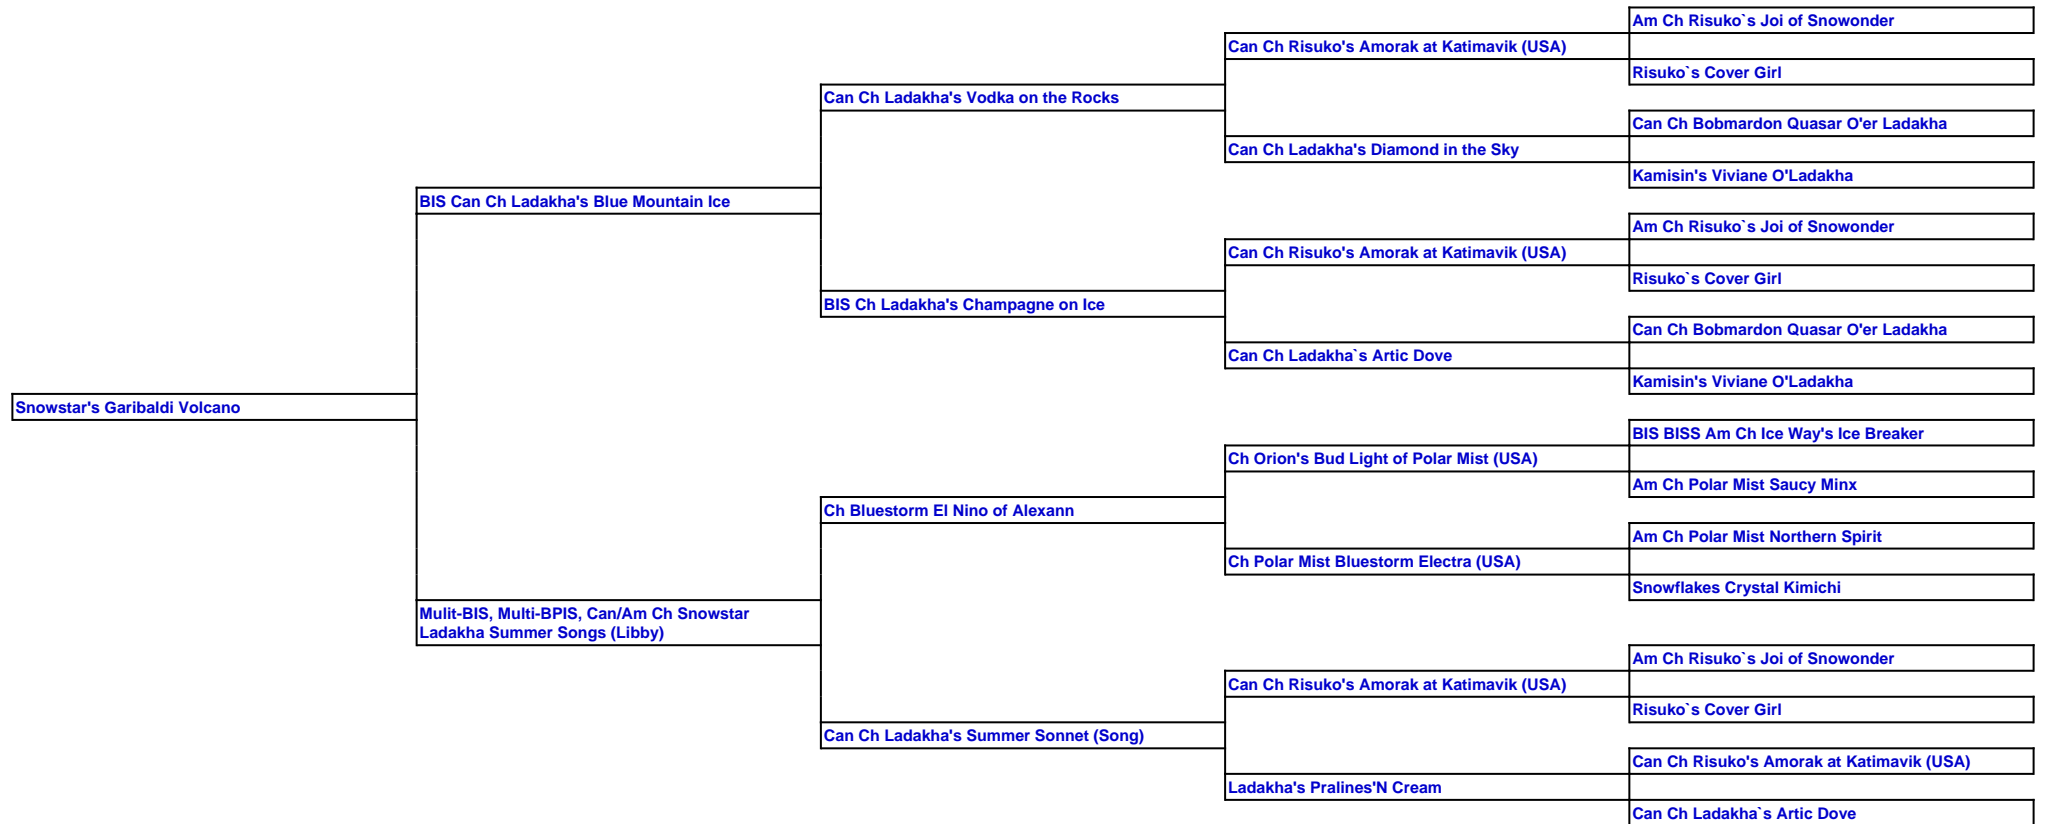 Am Ch Risuko`s Joi of Snowonder
Can Ch Risuko's Amorak at Katimavik (USA)
Risuko`s Cover Girl
Can Ch Ladakha's Vodka on the Rocks
Can Ch Bobmardon Quasar O'er Ladakha
Can Ch Ladakha's Diamond in the Sky
Kamisin's Viviane O'Ladakha
BIS Can Ch Ladakha's Blue Mountain Ice
Am Ch Risuko`s Joi of Snowonder
Can Ch Risuko's Amorak at Katimavik (USA)
Risuko`s Cover Girl
BIS Ch Ladakha's Champagne on Ice
Can Ch Bobmardon Quasar O'er Ladakha
Can Ch Ladakha`s Artic Dove
Kamisin's Viviane O'Ladakha
Snowstar's Garibaldi Volcano
BIS BISS Am Ch Ice Way's Ice Breaker
Ch Orion's Bud Light of Polar Mist (USA)
Am Ch Polar Mist Saucy Minx
Ch Bluestorm El Nino of Alexann
Am Ch Polar Mist Northern Spirit
Ch Polar Mist Bluestorm Electra (USA)
Snowflakes Crystal Kimichi
Mulit-BIS, Multi-BPIS, Can/Am Ch Snowstar
Ladakha Summer Songs (Libby)
Am Ch Risuko`s Joi of Snowonder
Can Ch Risuko's Amorak at Katimavik (USA)
Risuko`s Cover Girl
Can Ch Ladakha's Summer Sonnet (Song)
Can Ch Risuko's Amorak at Katimavik (USA)
Ladakha's Pralines'N Cream
Can Ch Ladakha`s Artic Dove